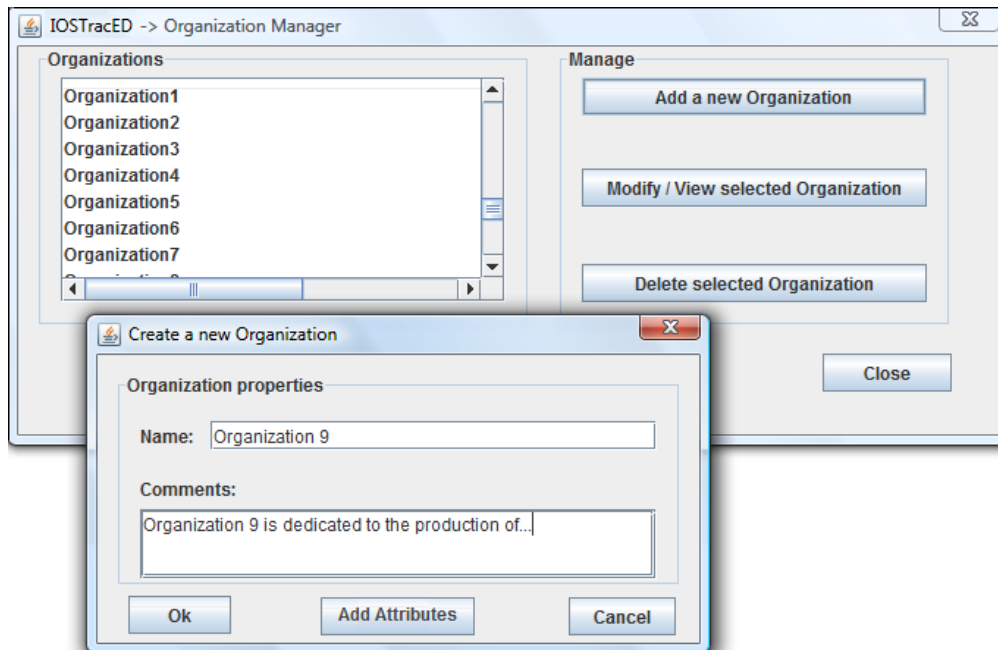 IOSTracED -> Organization Manager
Organizations
Organization1
Organization2
Organization3
Organization4
Organization5
Organization6
Organization7
Manage
Add a new Organization
Modify / View selected Organization
Delete selected Organization
Close
Create a new Organization
Organization properties
Name: Organization 9
Comments:
Organization 9 is dedicated to the production of...
Ok Add Attributes Cancel